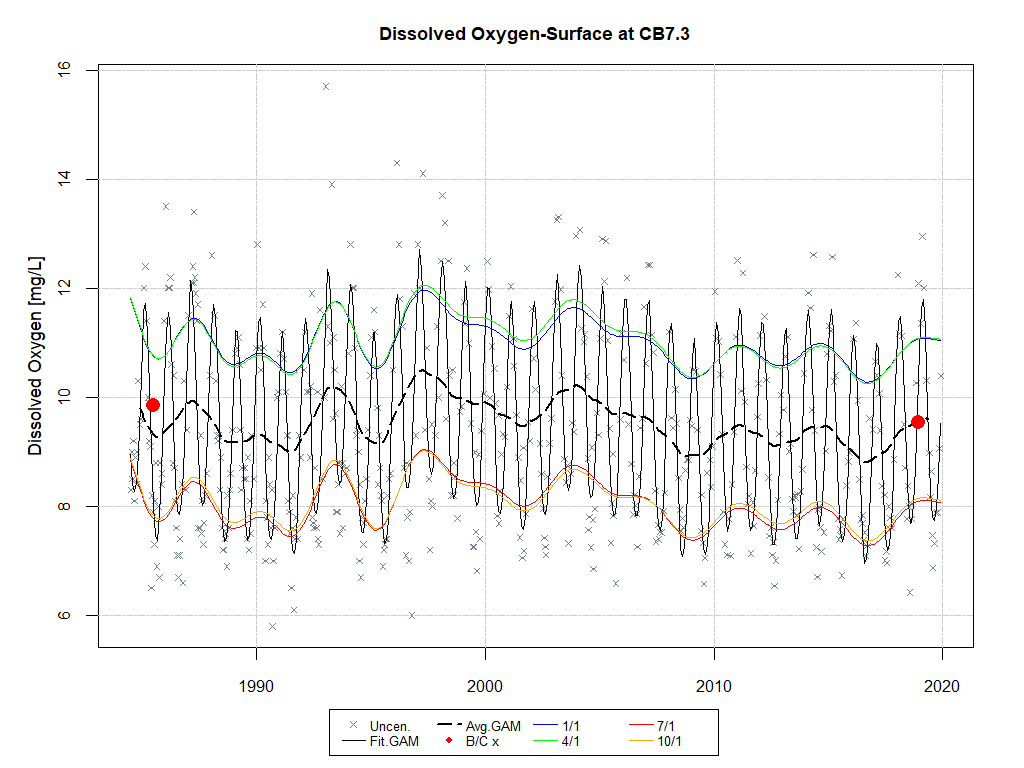 Dissolved Oxygen-Surface at CB7.3
Dissolved Oxygen [mg/L]
16
14
12
10
8
6
1990 2000 2010 2020
Uncen. Avg.GAM 1/1 7/1
Fit.GAM B/C x 4/1 10/1